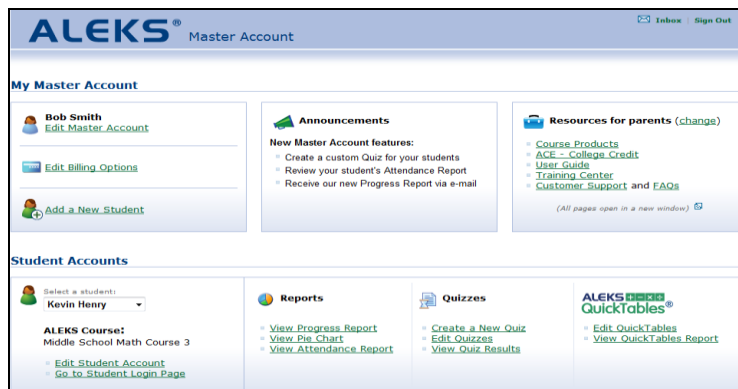 ALEKS® Master Account
Inbox | Sign Out
My Master Account
Bob Smith
Edit Master Account
Edit Billing Options
Add a New Student
Announcements
New Master Account features:
Create a custom Quiz for your students
Review your student's Attendance Report
Receive our new Progress Report via e-mail
Resources for parents (change)
Course Products
ACE - College Credit
User Guide
Training Center
Customer Support and FAQs
(All pages open in a new window)
Student Accounts
Select a student:
Kevin Henry
ALEKS Course:
Middle School Math Course 3
Edit Student Account
Go to Student Login Page
Reports
View Progress Report
View Pie Chart
View Attendance Report
Quizzes
Create a New Quiz
Edit Quizzes
View Quiz Results
ALEKS
QuickTables®
Edit QuickTables
View QuickTables Report